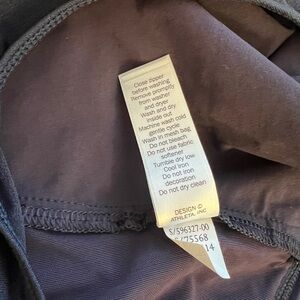 Close zipper
before washing
Remove promptly
from washer
and dryer
Wash and dry
inside out
Machine wash cold
gentle cycle
Wash in mesh bag
Do not bleach
Do not use fabric
softener
Tumble dry low
Cool iron
Do not iron
decoration
Do not dry clean
DESIGN ©
ATHLETA, INC
S/596327-00
75568
14